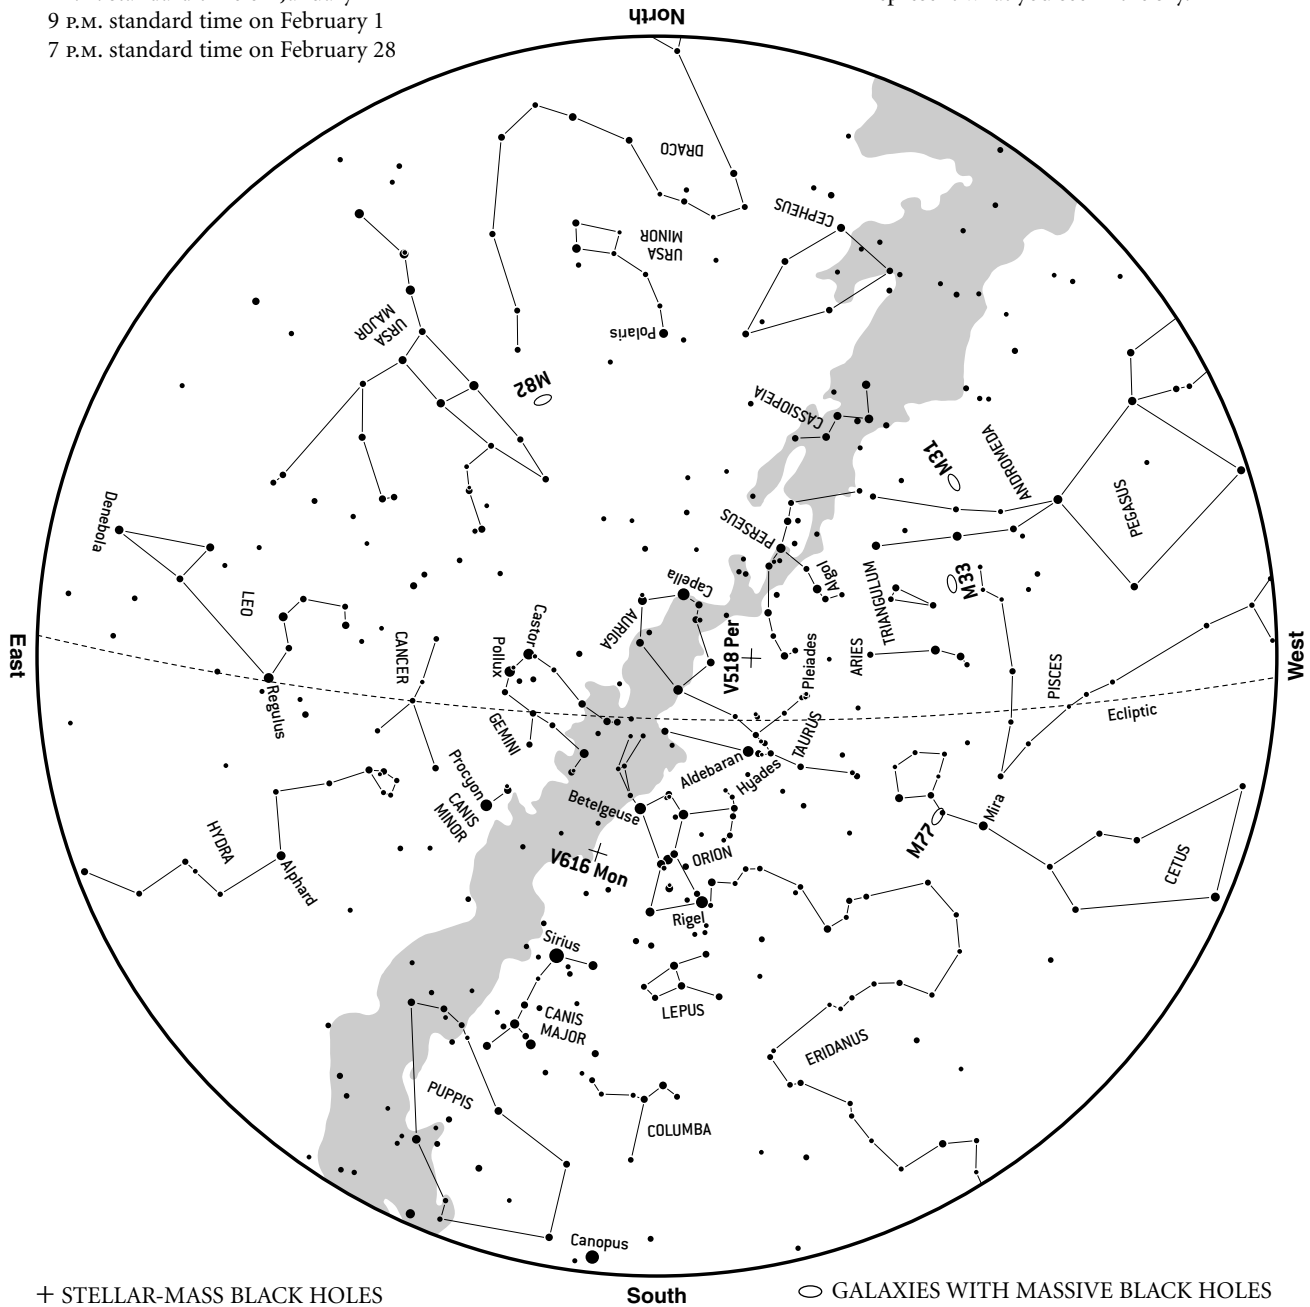 North
9 P.M. standard time on February 1
7 P.M. standard time on February 28
DRACO
CEPHEUS
URSA
MINOR
Polaris
URSA
MAJOR
M82
CASSIOPEIA
M31
ANDROMEDA
PEGASUS
Denebola
PERSEUS
Algol
M33
TRIANGULUM
Capella
LEO
AURIGA
Castor
Pollux
CANCER
V518 Per
Pleiades
ARIES
PISCES
East
West
Regulus
GEMINI
TAURUS
Ecliptic
Procyon
CANIS
MINOR
Aldebaran
Hyades
Betelgeuse
Mira
M77
HYDRA
Alphard
V616 Mon
ORION
CETUS
Rigel
Sirius
LEPUS
CANIS
MAJOR
ERIDANUS
PUPPIS
COLUMBA
Canopus
+ STELLAR-MASS BLACK HOLES
South
GALAXIES WITH MASSIVE BLACK HOLES